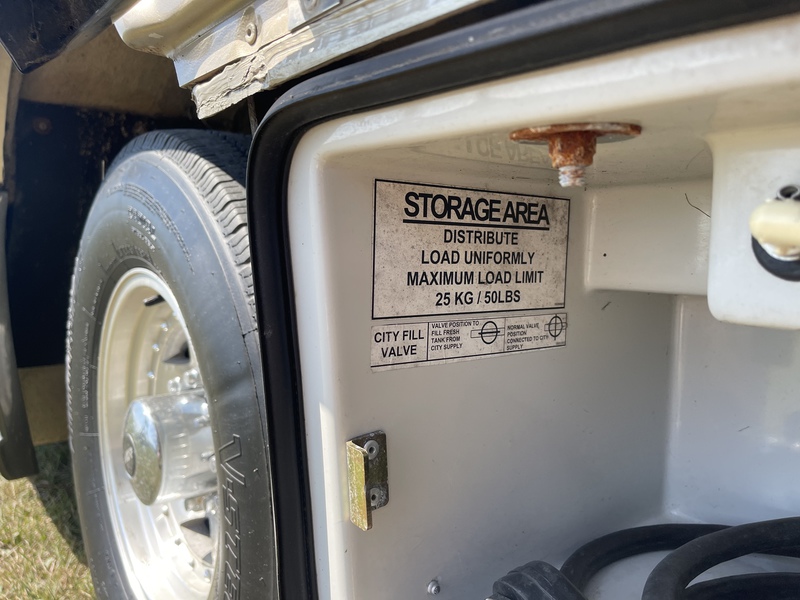 STORAGE AREA
DISTRIBUTE
LOAD UNIFORMLY
MAXIMUM LOAD LIMIT
25 KG / 50LBS
CITY FILL
VALVE
VALVE POSITION TO
FILL FRESH
TANK FROM
CITY SUPPLY
NORMAL VALVE
POSITION
CONNECTED TO CITY
SUPPLY